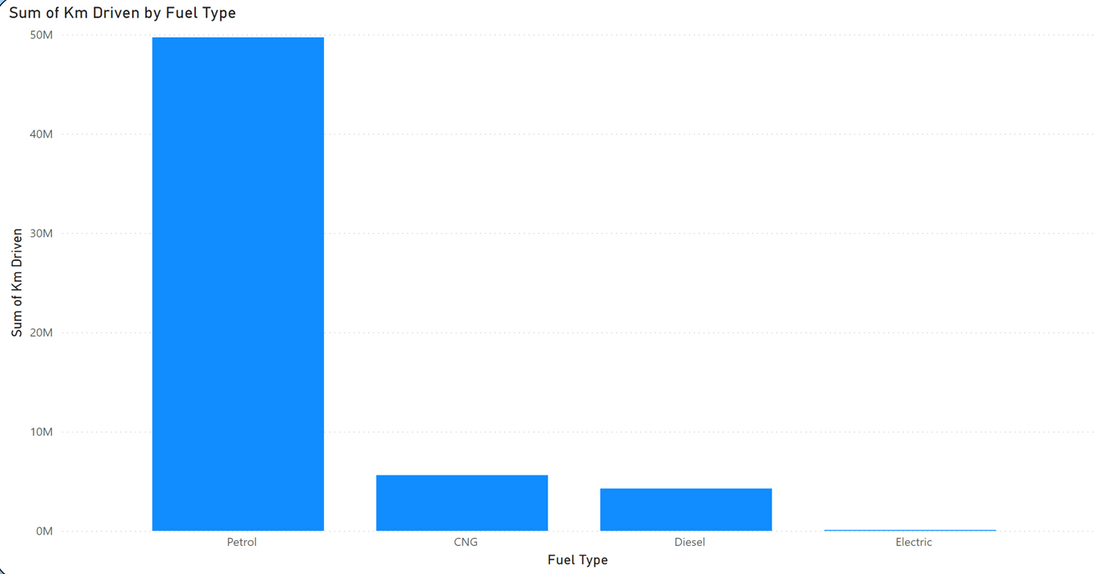 Sum of Km Driven by Fuel Type
50M
40M
30M
20M
10M
0M
Sum of Km Driven
Petrol CNG Diesel Electric
Fuel Type